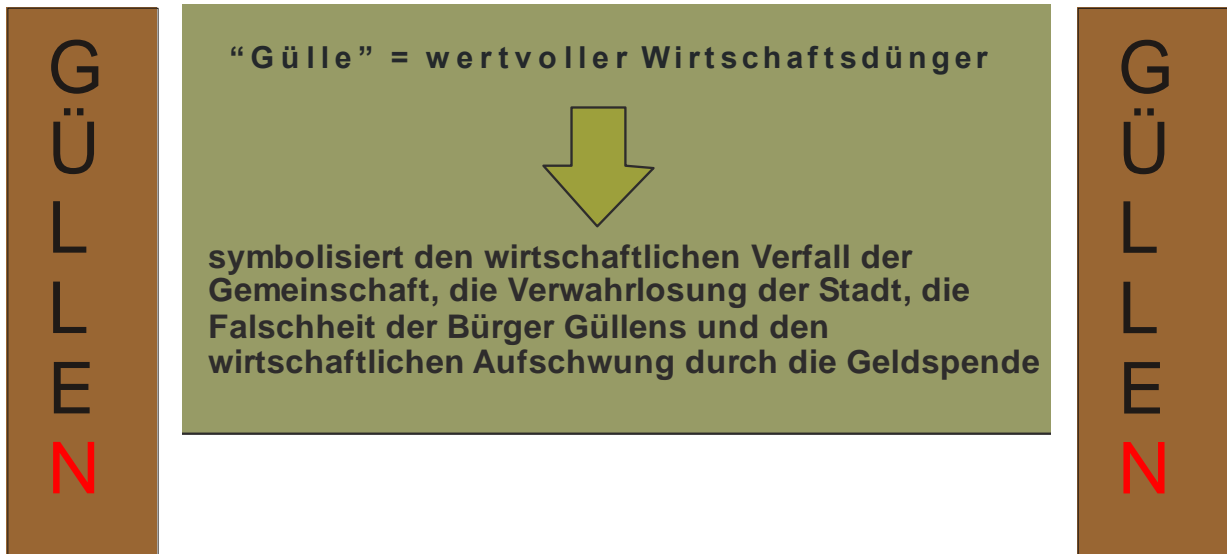 G
Ü
L
L
E
N
“Gülle” = wertvoller Wirtschaftsdünger
symbolisiert den wirtschaftlichen Verfall der
Gemeinschaft, die Verwahrlosung der Stadt, die
Falschheit der Bürger Güllens und den
wirtschaftlichen Aufschwung durch die Geldspende
G
Ü
L
L
E
N